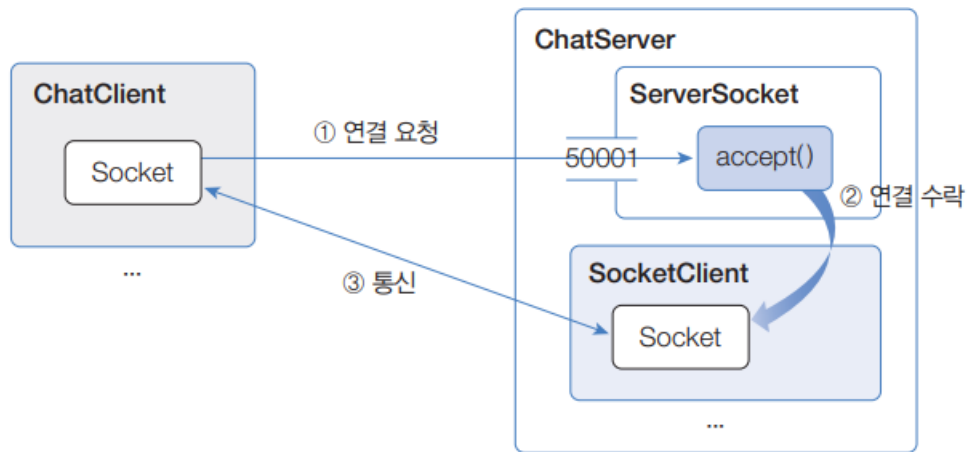 ChatServer
ChatClient
ServerSocket
① 연결 요청
50001
accept()
Socket
② 연결 수락
...
SocketClient
③ 통신
Socket
...